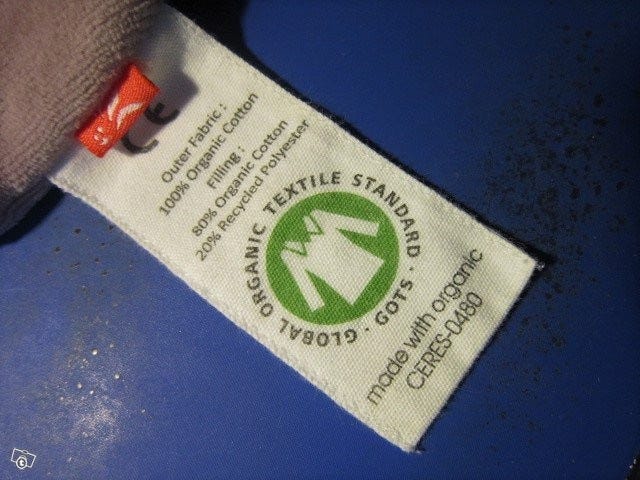 CE
Outer Fabric :
100% Organic Cotton
Filling :
80% Organic Cotton
20% Recycled Polyester
GLOBAL ORGANIC TEXTILE STANDARD · GOTS ·
made with organic
CERES-0480